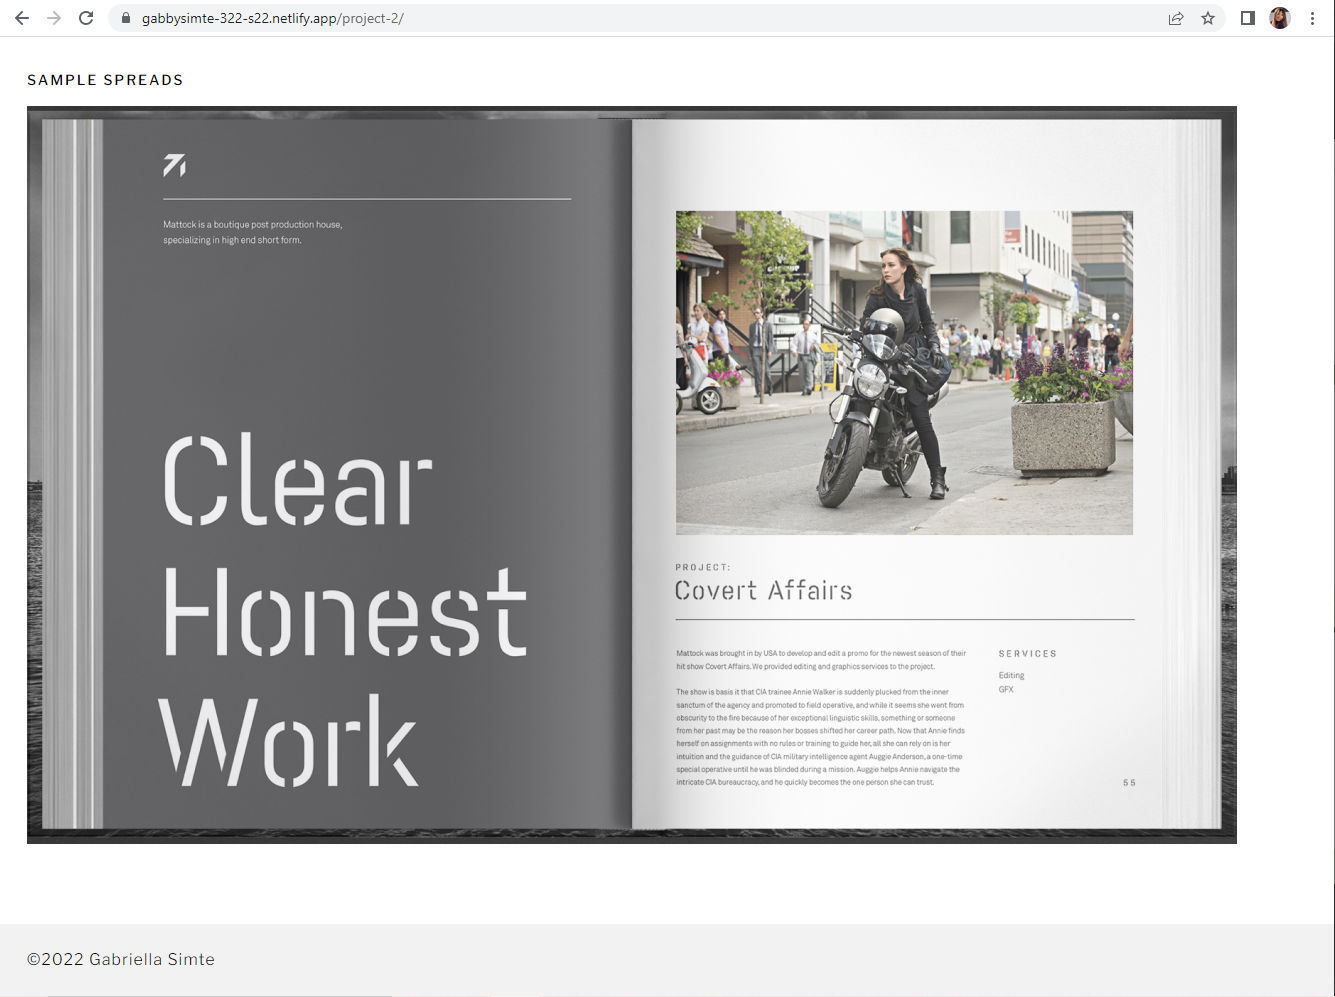 gabbysimte-322-s22.netlify.app/project-2/
SAMPLE SPREADS
Mattock is a boutique post production house,
specializing in high end short form.
Clear
Honest
Work
PROJECT:
Covert Affairs
Mattock was brought in by USA to develop and edit a promo for the newest season of their
hit show Covert Affairs. We provided editing and graphics services to the project.
The show is basis it that CIA trainee Annie Walker is suddenly plucked from the inner
sanctum of the agency and promoted to field operative, and while it seems she went from
obscurity to the fire because of her exceptional linguistic skills, something or someone
from her past may be the reason her bosses shifted her career path. Now that Annie finds
herself on assignments with no rules or training to guide her, all she can rely on is her
intuition and the guidance of CIA military intelligence agent Auggie Anderson, a one-time
special operative until he was blinded during a mission. Auggie helps Annie navigate the
intricate CIA bureaucracy, and he quickly becomes the one person she can trust.
SERVICES
Editing
GFX
55
©2022 Gabriella Simte